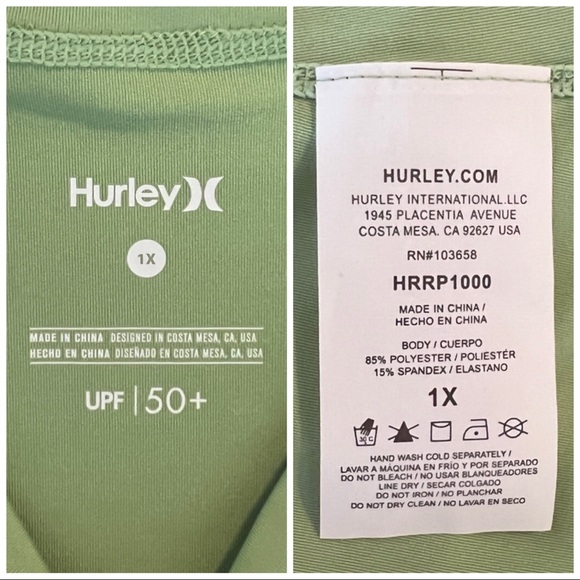 Hurley
1X
MADE IN CHINA DESIGNED IN COSTA MESA, CA, USA
HECHO EN CHINA DISEÑADO EN COSTA MESA, CA, USA
UPF | 50+
HURLEY.COM
HURLEY INTERNATIONAL.LLC
1945 PLACENTIA AVENUE
COSTA MESA. CA 92627 USA
RN#103658
HRRP1000
MADE IN CHINA /
HECHO EN CHINA
BODY / CUERPO
85% POLYESTER / POLIESTÉR
15% SPANDEX / ELASTANO
1X
30 C
HAND WASH COLD SEPARATELY /
LAVAR A MÁQUINA EN FRÍO Y POR SEPARADO
DO NOT BLEACH / NO USAR BLANQUEADORES
LINE DRY / SECAR COLGADO
DO NOT IRON / NO PLANCHAR
DO NOT DRY CLEAN / NO LAVAR EN SECO